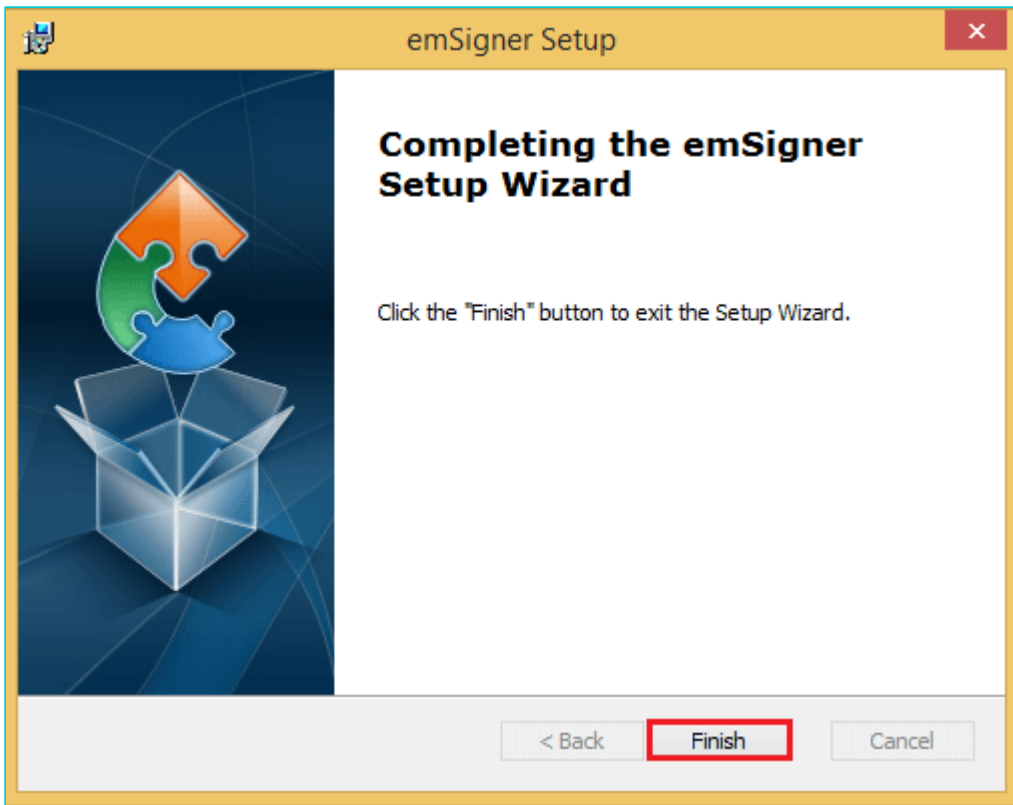 emSigner Setup
Completing the emSigner
Setup Wizard
Click the "Finish" button to exit the Setup Wizard.
< Back Finish Cancel